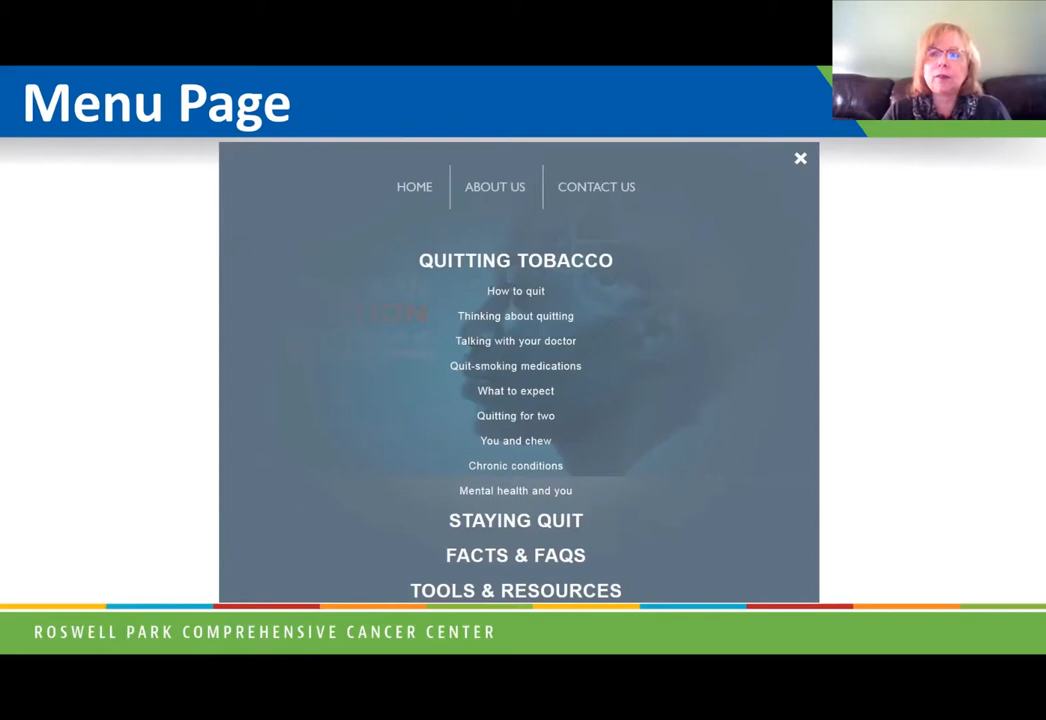 Menu Page
HOME
ABOUT US
CONTACT US
QUITTING TOBACCO
How to quit
Thinking about quitting
Talking with your doctor
Quit-smoking medications
What to expect
Quitting for two
You and chew
Chronic conditions
Mental health and you
STAYING QUIT
FACTS & FAQS
TOOLS & RESOURCES
ROSWELL PARK COMPREHENSIVE CANCER CENTER